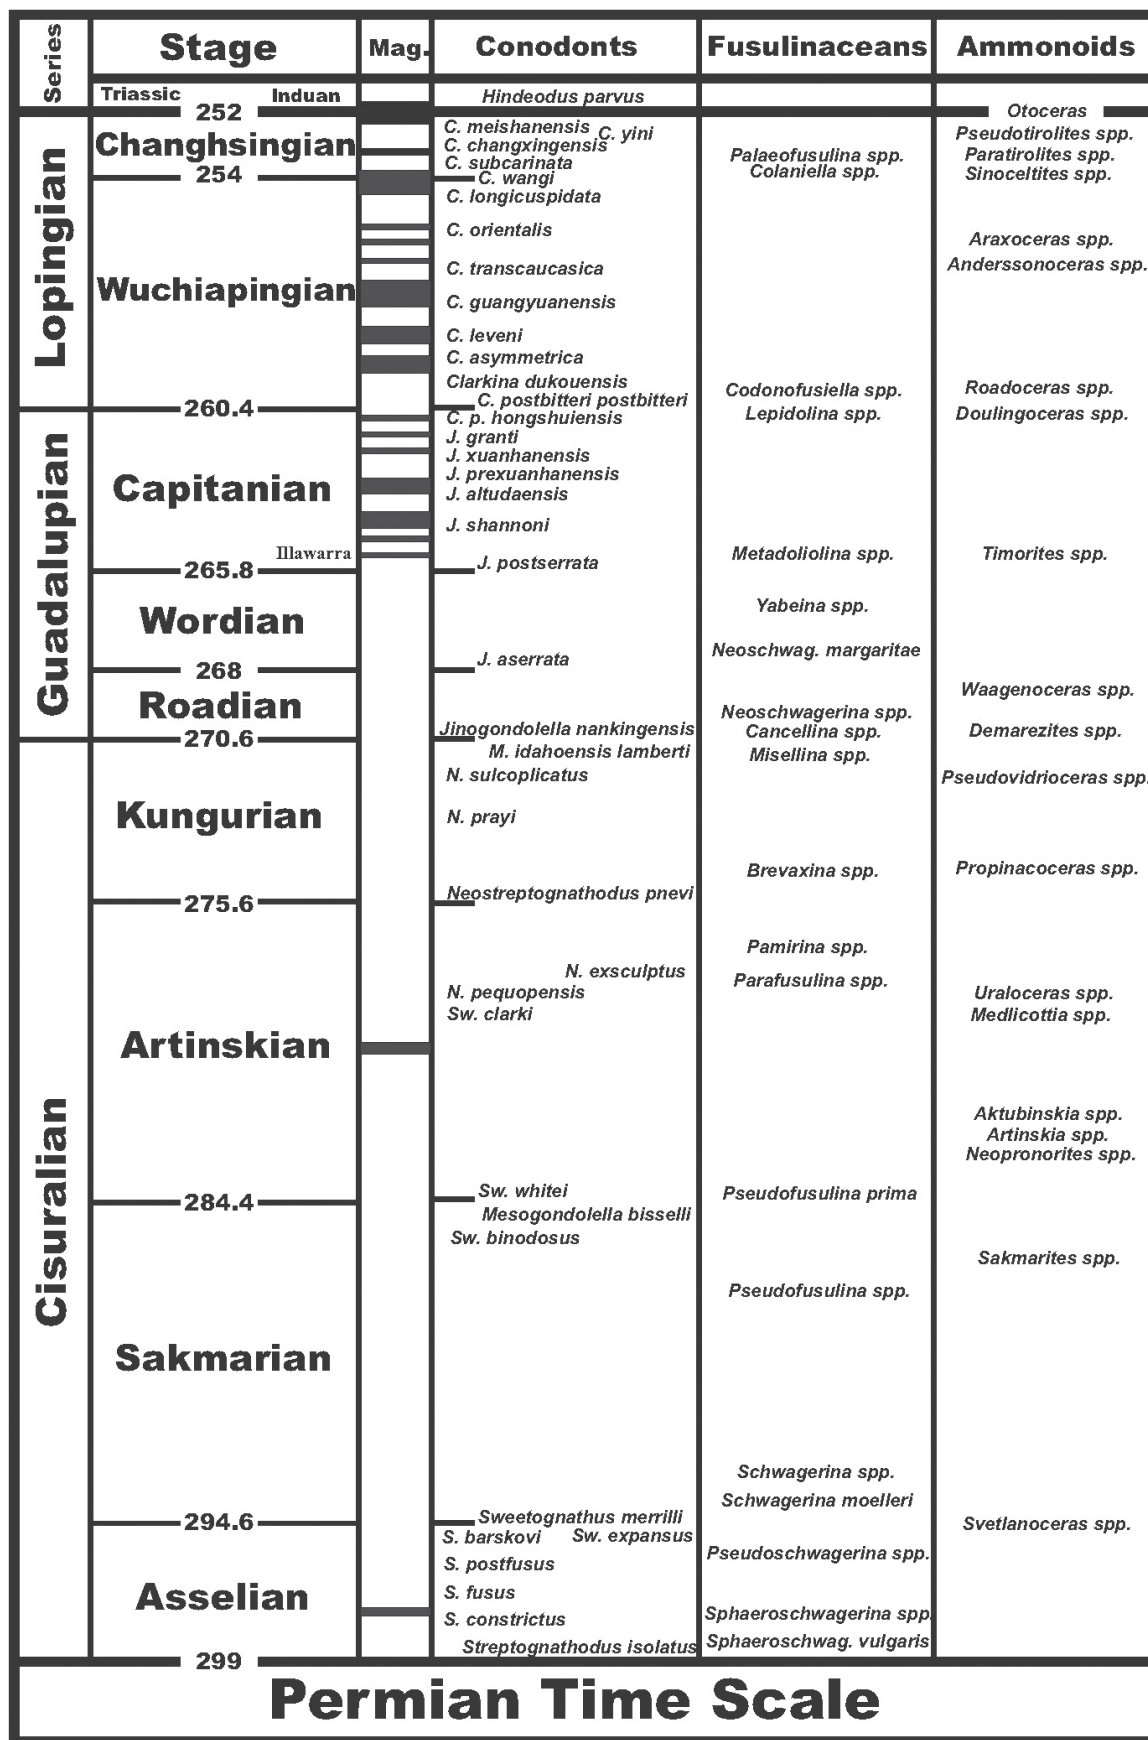 Series
Stage
Mag.
Conodonts
Fusulinaceans
Ammonoids
Triassic Induan
Hindeodus parvus
252
Otoceras
Lopingian
Changhsingian
C. meishanensis
C. yini
C. changxingensis
C. subcarinata
Palaeofusulina spp.
Colaniella spp.
Pseudotirolites spp.
Paratirolites spp.
Sinoceltites spp.
254
C. wangi
C. longicuspidata
C. orientalis
Wuchiapingian
C. transcaucasica
C. guangyuanensis
C. leveni
C. asymmetrica
Clarkina dukouensis
C. postbitteri postbitteri
Araxoceras spp.
Anderssonoceras spp.
Codonofusiella spp.
Roadoceras spp.
260.4
Lepidolina spp.
Doulingoceras spp.
Guadalupian
Capitanian
C. p. hongshuiensis
J. granti
J. xuanhanensis
J. prexuanhanensis
J. altudaensis
J. shannoni
Illawarra
J. postserrata
Metadoliolina spp.
Timorites spp.
265.8
Wordian
Yabeina spp.
J. aserrata
Neoschwag. margaritae
268
Roadian
Waagenoceras spp.
Neoschwagerina spp.
Jinogondolella nankingensis
Cancellina spp.
Demarezites spp.
270.6
Cisuralian
M. idahoensis lamberti
Misellina spp.
N. sulcoplicatus
Pseudovidrioceras spp.
Kungurian
N. prayi
Brevaxina spp.
Propinacoceras spp.
Neostreptognathodus pnevi
275.6
Pamirina spp.
N. exsculptus
Parafusulina spp.
N. pequopensis
Uraloceras spp.
Sw. clarki
Medlicottia spp.
Artinskian
Aktubinskia spp.
Artinskia spp.
Neopronorites spp.
Sw. whitei
Pseudofusulina prima
284.4
Mesogondolella bisselli
Sw. binodosus
Sakmarites spp.
Pseudofusulina spp.
Sakmarian
Schwagerina spp.
Schwagerina moelleri
Sweetognathus merrilli
294.6
Svetlanoceras spp.
S. barskovi
Sw. expansus
Pseudoschwagerina spp.
S. postfusus
Asselian
S. fusus
S. constrictus
Sphaeroschwagerina spp.
Streptognathodus isolatus
Sphaeroschwag. vulgaris
299
Permian Time Scale